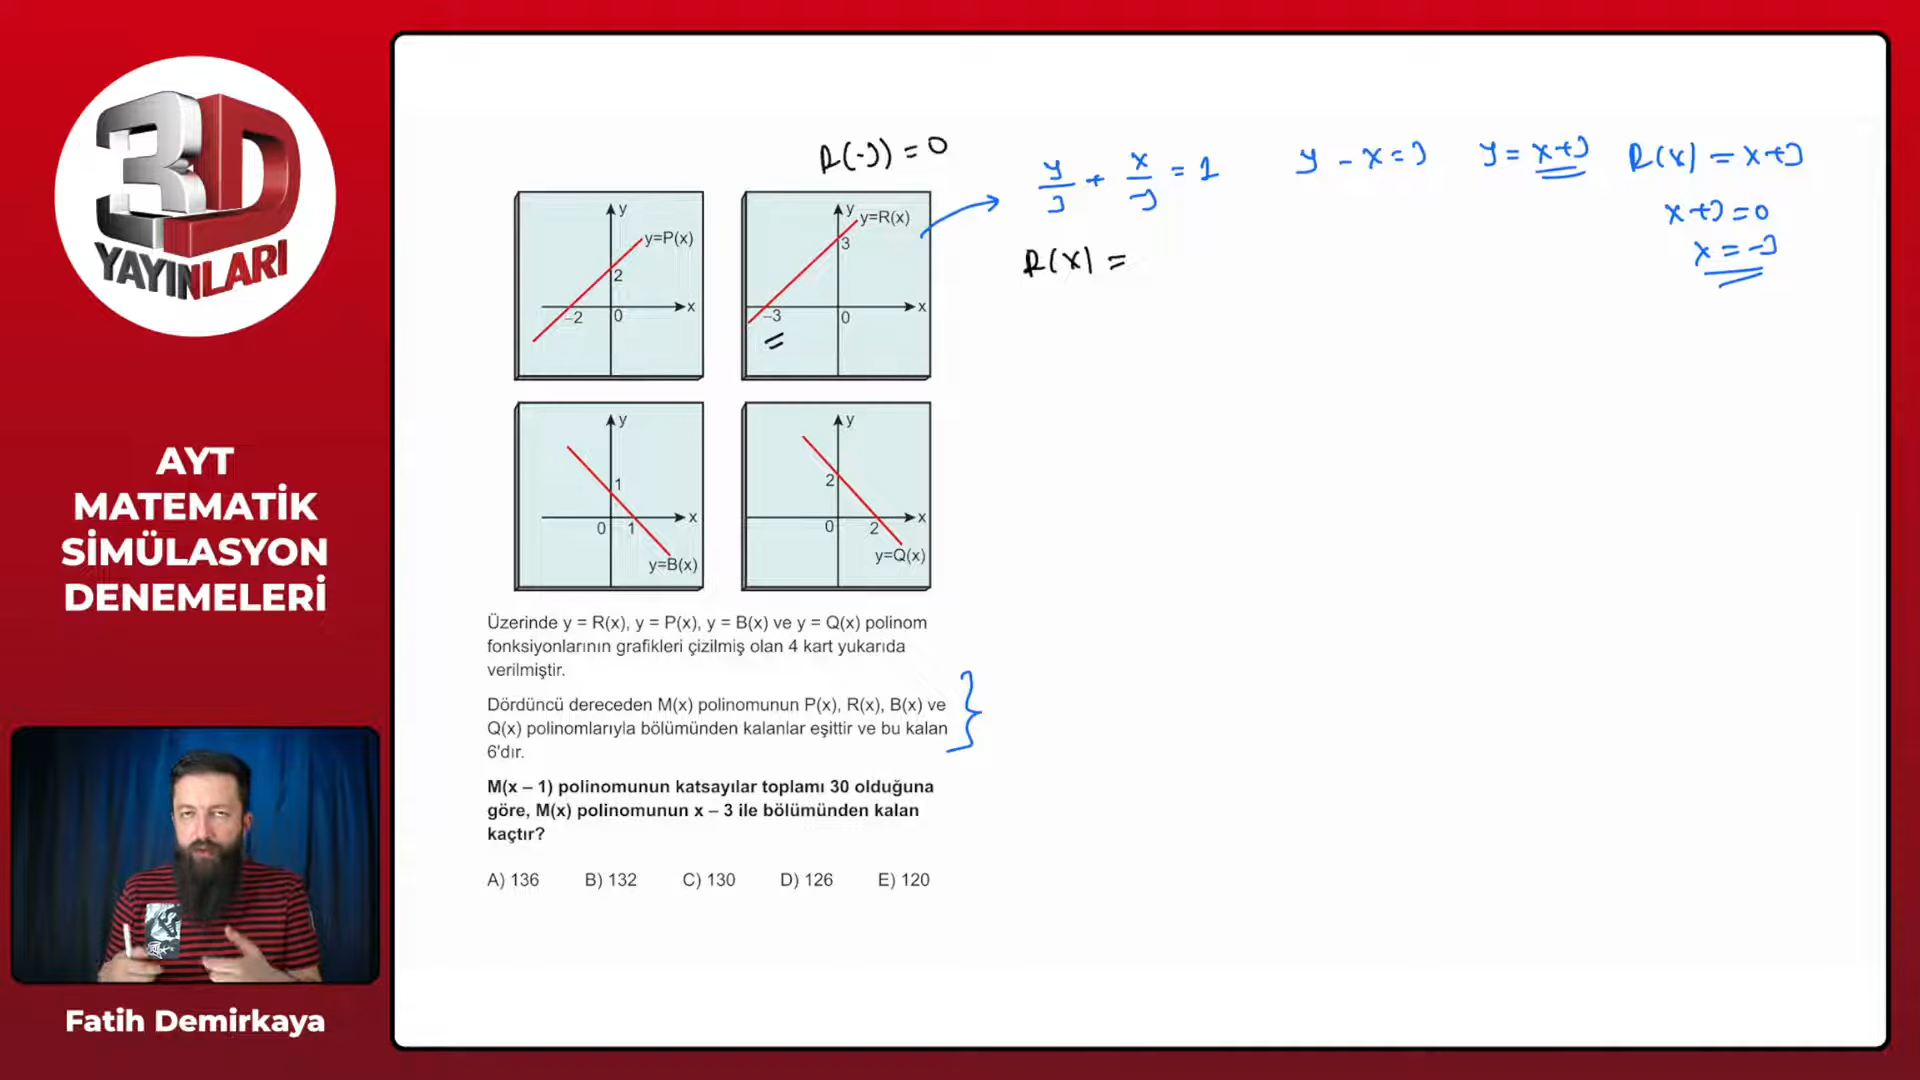 3D
YAYINLARI
AYT
MATEMATİK
SİMÜLASYON
DENEMELERİ
Fatih Demirkaya
R(-3) = 0
y/3 + x/-3 = 1
y - x = 3
y = x+3
R(x) = x+3
x+3 = 0
x = -3
R(x) =
y
y=P(x)
2
x
-2
0
y
y=R(x)
3
x
-3
0
=
y
1
x
0
1
y=B(x)
y
2
x
0
2
y=Q(x)
Üzerinde y = R(x), y = P(x), y = B(x) ve y = Q(x) polinom
fonksiyonlarının grafikleri çizilmiş olan 4 kart yukarıda
verilmiştir.
Dördüncü dereceden M(x) polinomunun P(x), R(x), B(x) ve
Q(x) polinomlarıyla bölümünden kalanlar eşittir ve bu kalan
6'dır.
M(x – 1) polinomunun katsayılar toplamı 30 olduğuna
göre, M(x) polinomunun x – 3 ile bölümünden kalan
kaçtır?
A) 136 B) 132 C) 130 D) 126 E) 120